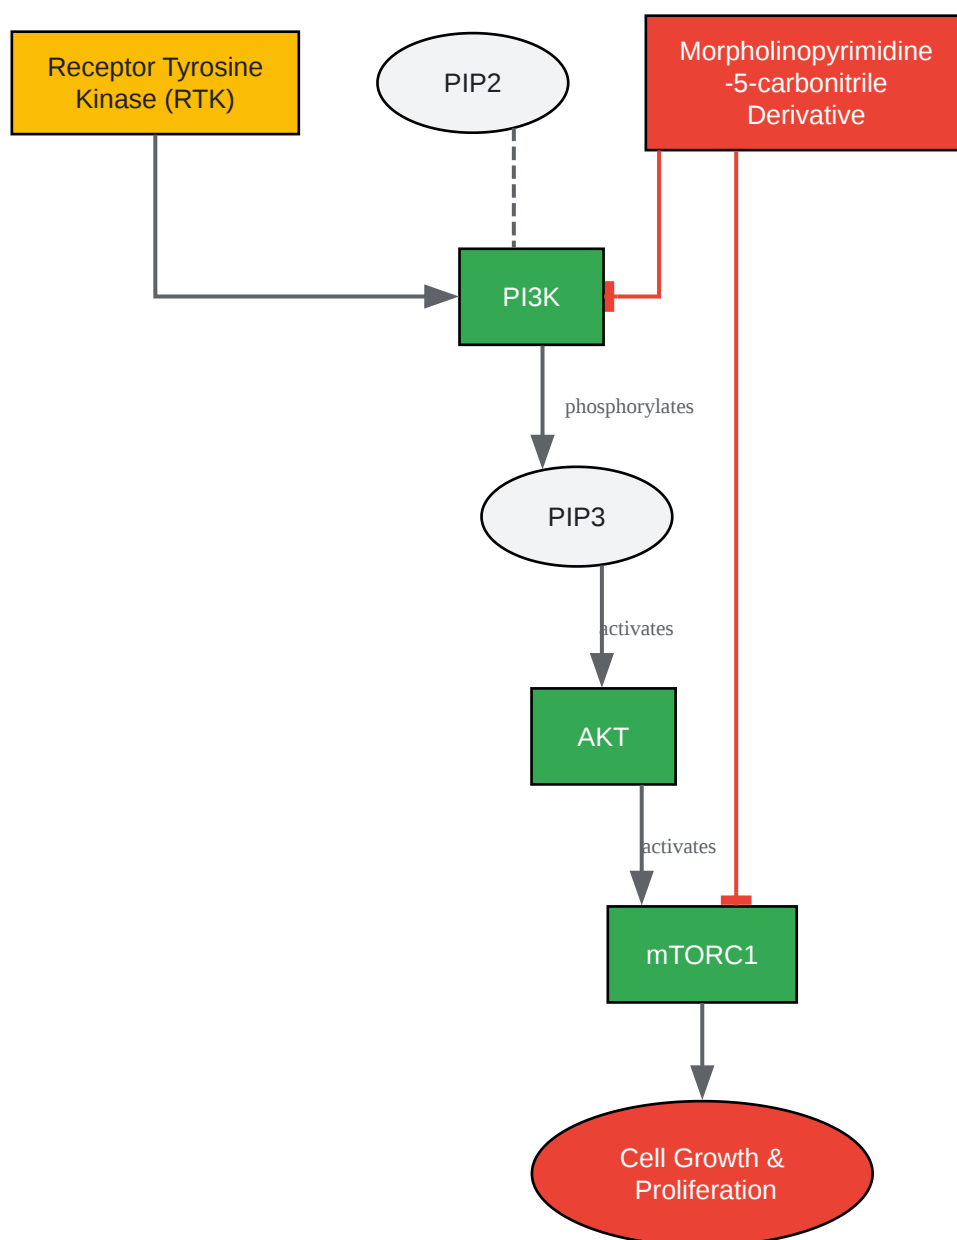 Receptor Tyrosine
Kinase (RTK)
PIP2
Morpholinopyrimidine
-5-carbonitrile
Derivative
PI3K
phosphorylates
PIP3
activates
AKT
activates
mTORC1
Cell Growth &
Proliferation